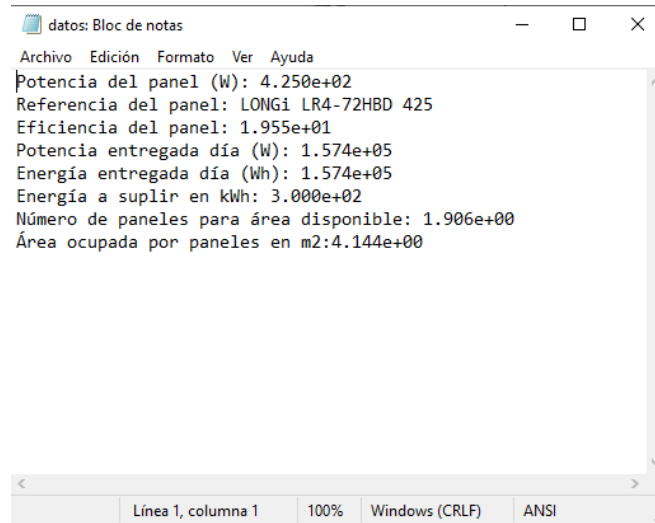 datos: Bloc de notas
Archivo Edición Formato Ver Ayuda
Potencia del panel (W): 4.250e+02
Referencia del panel: LONGi LR4-72HBD 425
Eficiencia del panel: 1.955e+01
Potencia entregada día (W): 1.574e+05
Energía entregada día (Wh): 1.574e+05
Energía a suplir en kWh: 3.000e+02
Número de paneles para área disponible: 1.906e+00
Área ocupada por paneles en m2:4.144e+00
Línea 1, columna 1 100% Windows (CRLF) ANSI